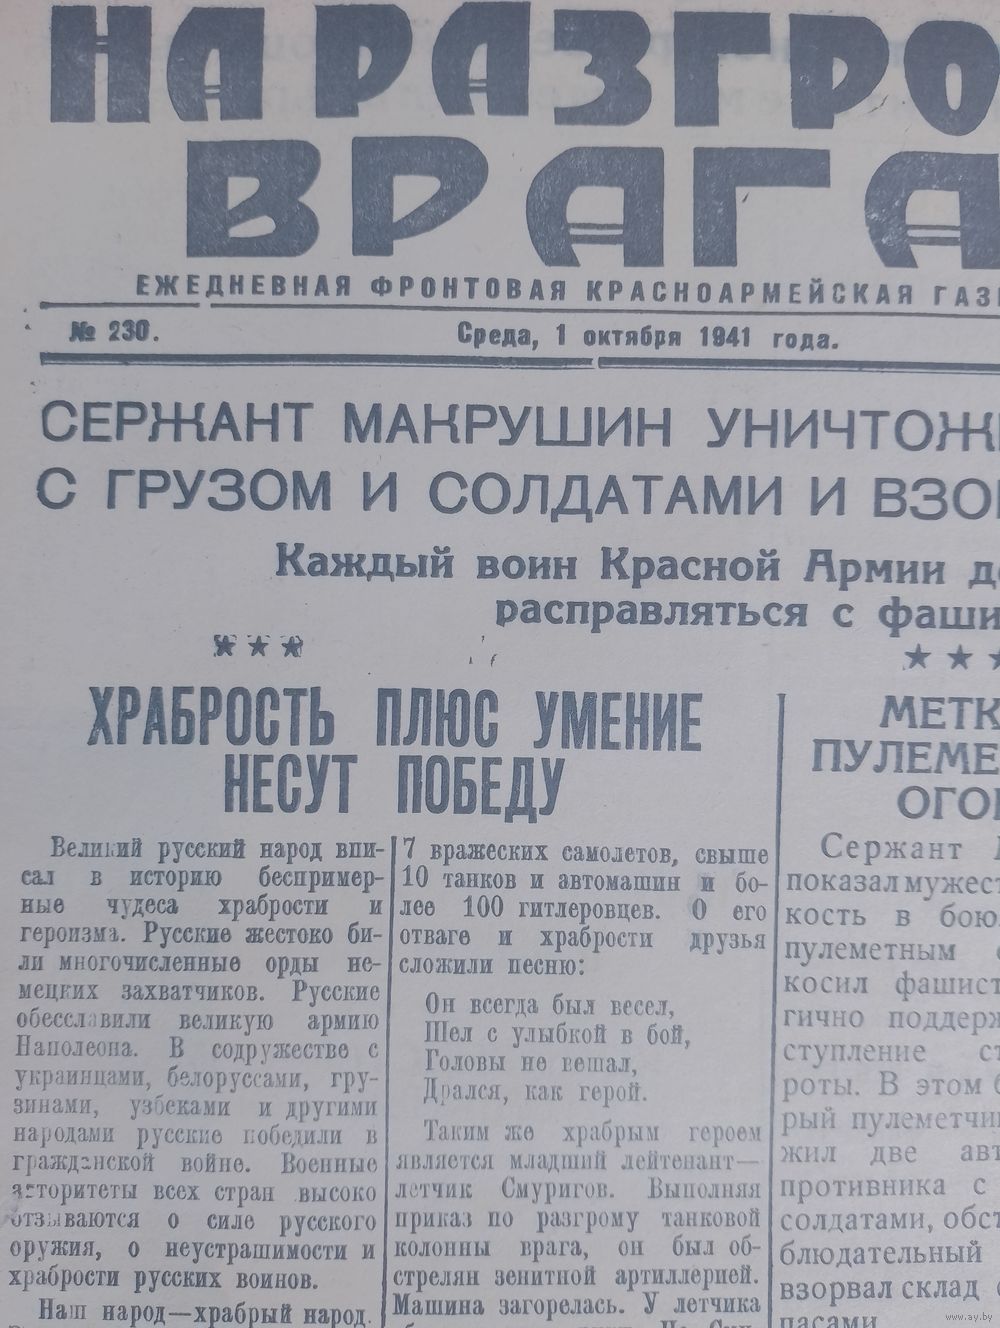 НА РАЗГРО
ВРАГА
ЕЖЕДНЕВНАЯ ФРОНТОВАЯ КРАСНОАРМЕЙСКАЯ ГАЗ
№ 230.
Среда, 1 октября 1941 года.
СЕРЖАНТ МАКРУШИН УНИЧТОЖ
С ГРУЗОМ И СОЛДАТАМИ И ВЗО
Каждый воин Красной Армии д
расправляться с фаши
★ ★ ★
ХРАБРОСТЬ ПЛЮС УМЕНИЕ
НЕСУТ ПОБЕДУ
Великий русский народ впи-
сал в историю беспример-
ные чудеса храбрости и
героизма. Русские жестоко би-
ли многочисленные орды не-
мецких захватчиков. Русские
обесславили великую армию
Наполеона. В содружестве с
украинцами, белоруссами, гру-
зинами, узбеками и другими
народами русские победили в
гражданской войне. Военные
авторитеты всех стран высоко
отзываются о силе русского
оружия, о неустрашимости и
храбрости русских воинов.
Наш народ—храбрый народ.
7 вражеских самолетов, свыше
10 танков и автомашин и бо-
лее 100 гитлеровцев. О его
отваге и храбрости друзья
сложили песню:
Он всегда был весел,
Шел с улыбкой в бой,
Головы не вешал,
Дрался, как герой.
Таким же храбрым героем
является младший лейтенант—
летчик Смуригов. Выполняя
приказ по разгрому танковой
колонны врага, он был об-
стрелян зенитной артиллерией.
Машина загорелась. У летчика
★ ★ ★
МЕТК
ПУЛЕМЕ
ОГО
Сержант
показал мужест
кость в бою
пулеметным
косил фашист
гично поддерж
ступление ст
роты. В этом б
рый пулеметчи
жил две авт
противника с
солдатами, обст
блюдательный
взорвал склад
пасами
www.ay.by